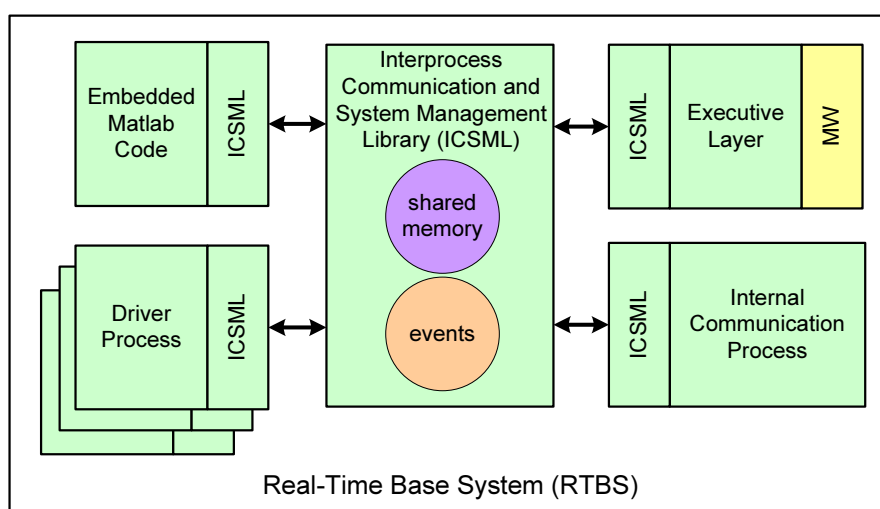 Embedded
Matlab
Code
ICSML
Interprocess
Communication and
System Management
Library (ICSML)
shared
memory
events
ICSML
Executive
Layer
MW
Driver
Process
ICSML
ICSML
Internal
Communication
Process
Real-Time Base System (RTBS)